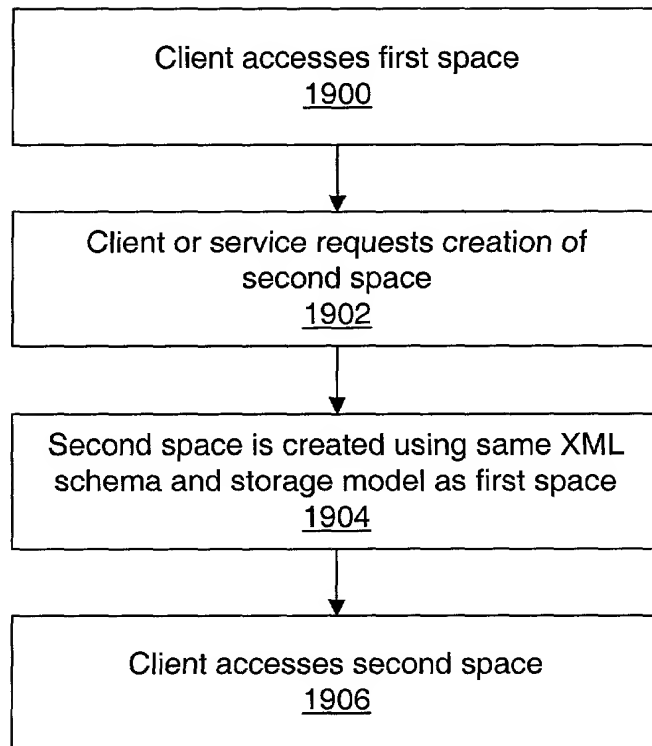 Client accesses first space
1900
Client or service requests creation of
second space
1902
Second space is created using same XML
schema and storage model as first space
1904
Client accesses second space
1906